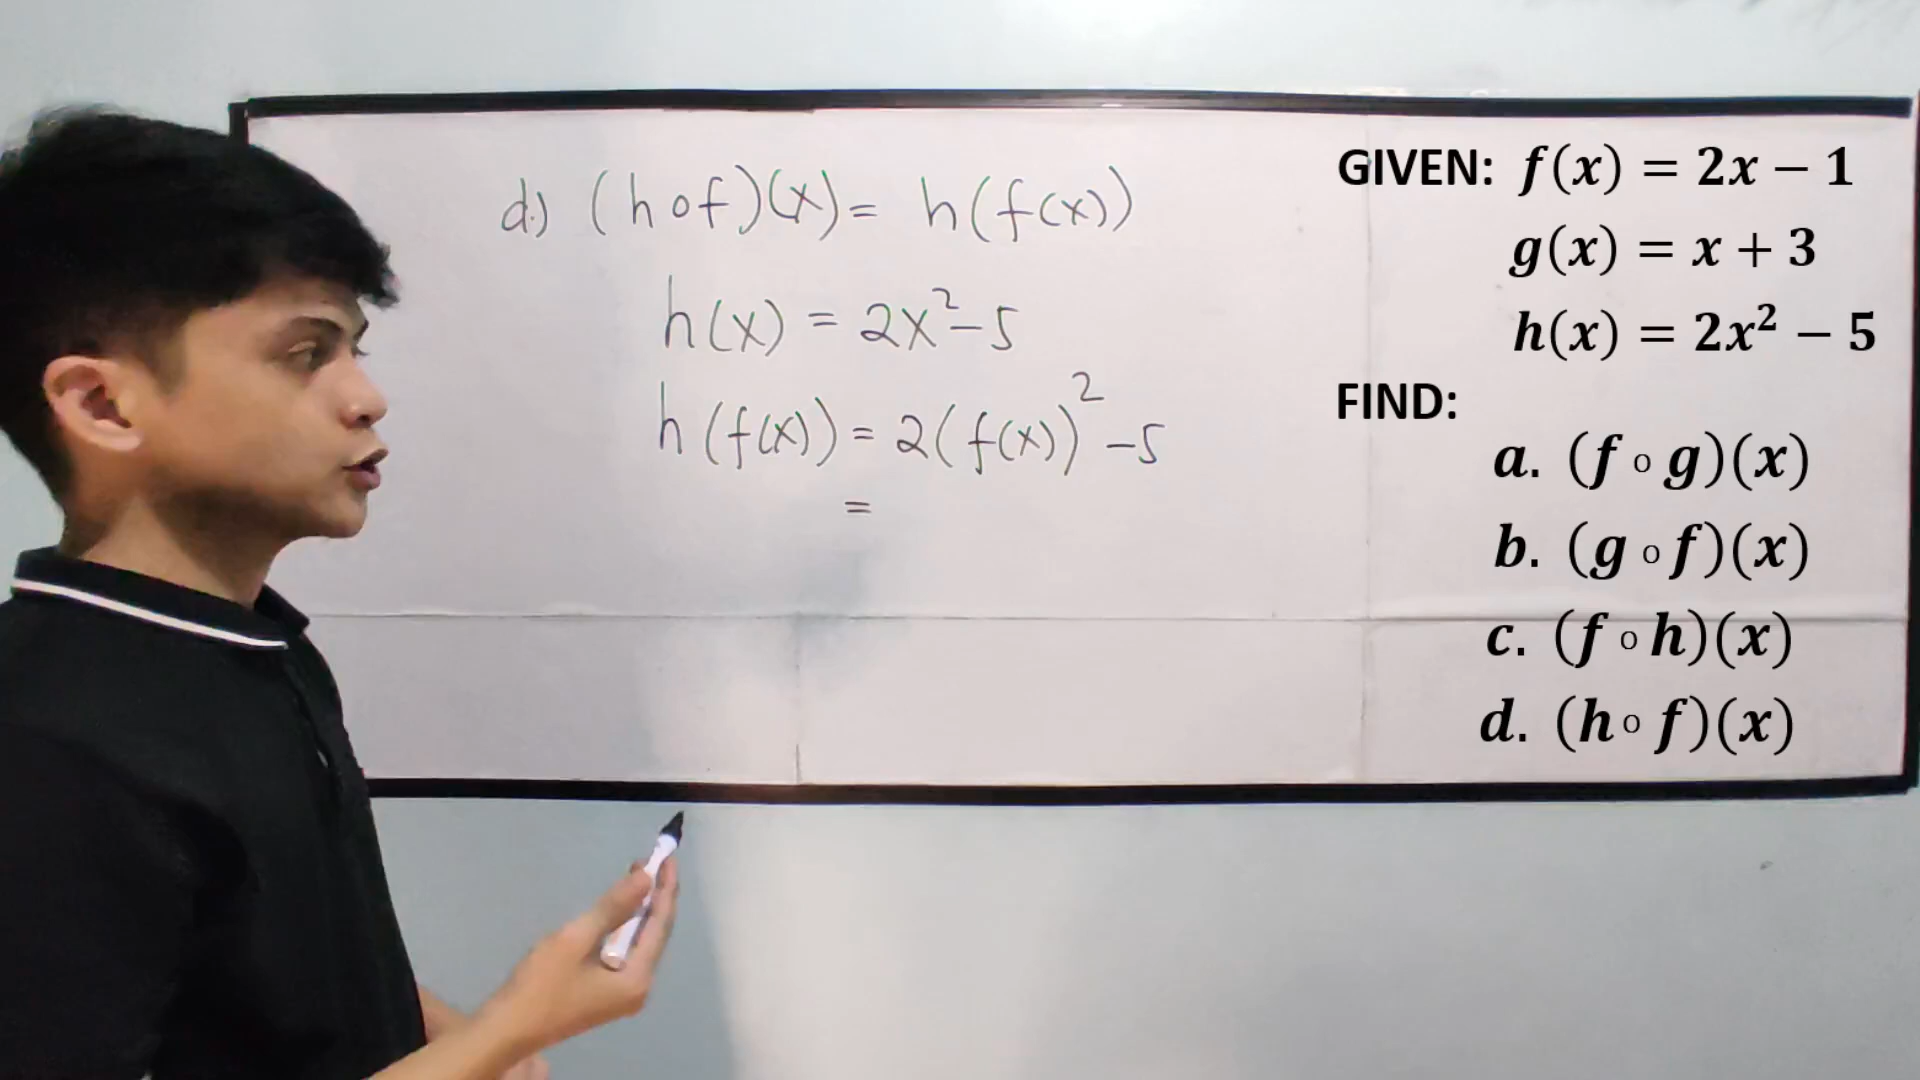 d.) (h o f)(x) = h(f(x))
h(x) = 2x² - 5
h(f(x)) = 2(f(x))² - 5
=
GIVEN: f(x) = 2x − 1
g(x) = x + 3
h(x) = 2x² − 5
FIND:
a. (f ∘ g)(x)
b. (g ∘ f)(x)
c. (f ∘ h)(x)
d. (h ∘ f)(x)